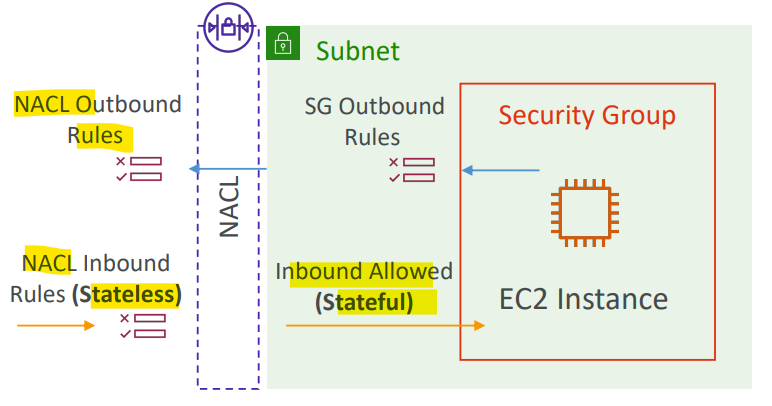 Subnet
NACL Outbound
Rules
SG Outbound
Rules
Security Group
NACL
NACL Inbound
Rules (Stateless)
Inbound Allowed
(Stateful)
EC2 Instance